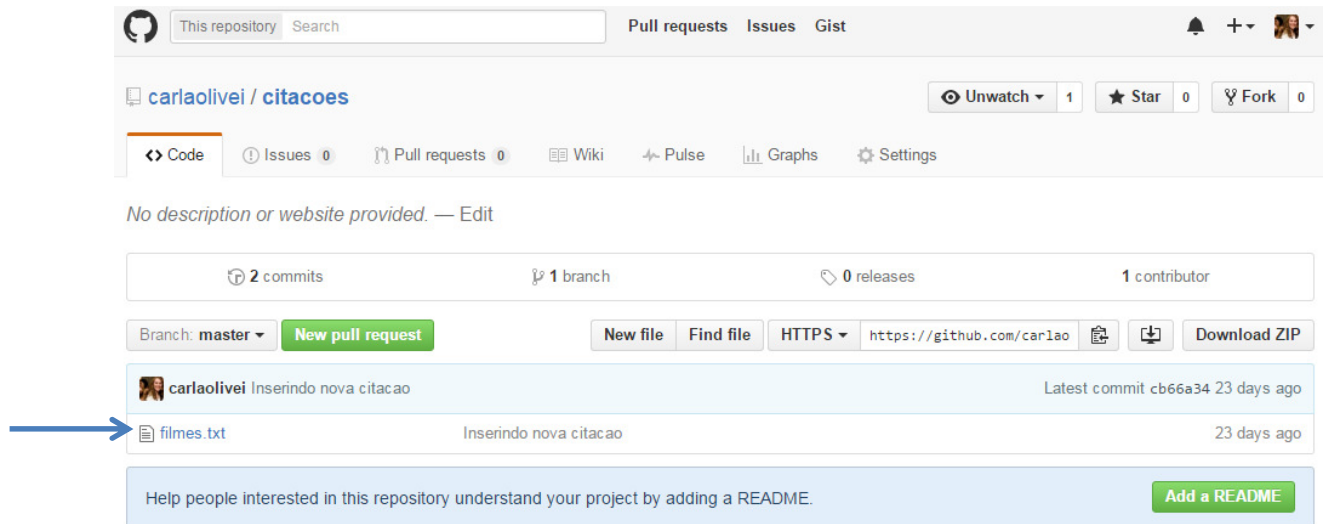 This repository Search Pull requests Issues Gist
carlaolivei / citacoes Unwatch 1 Star 0 Fork 0
Code Issues 0 Pull requests 0 Wiki Pulse Graphs Settings
No description or website provided. — Edit
2 commits 1 branch 0 releases 1 contributor
Branch: master New pull request New file Find file HTTPS https://github.com/carlao Download ZIP
carlaolivei Inserindo nova citacao Latest commit cb66a34 23 days ago
filmes.txt Inserindo nova citacao 23 days ago
Help people interested in this repository understand your project by adding a README. Add a README